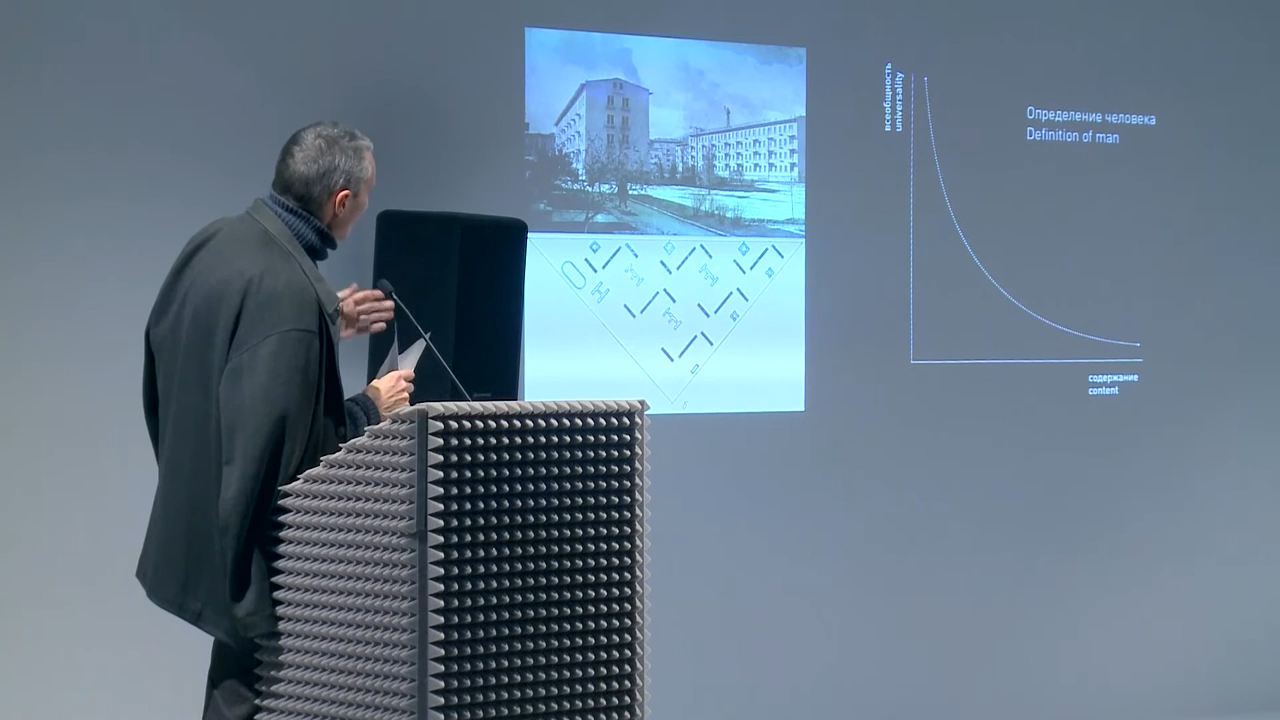 всеобщность
universality
Определение человека
Definition of man
содержание
content